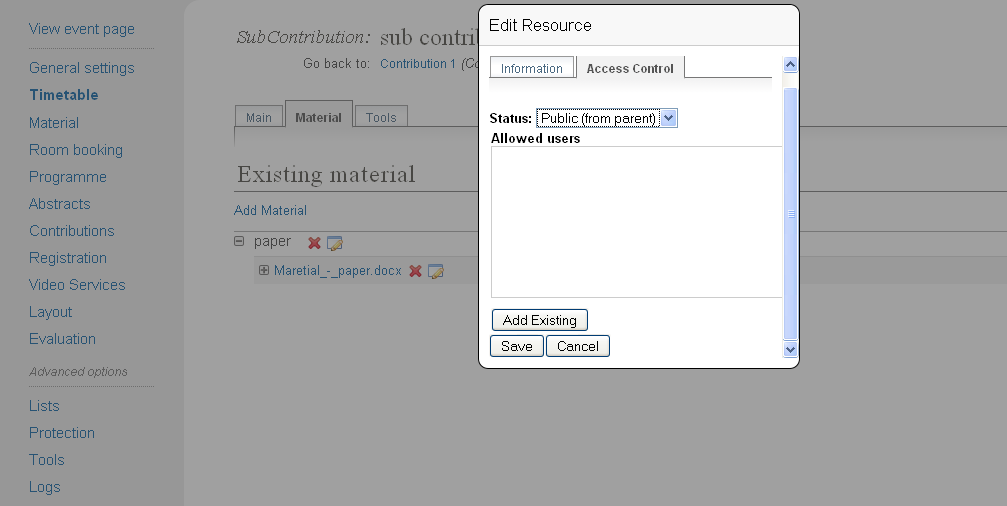 View event page
General settings
Timetable
Material
Room booking
Programme
Abstracts
Contributions
Registration
Video Services
Layout
Evaluation
Advanced options
Lists
Protection
Tools
Logs
SubContribution: sub contri
Go back to: Contribution 1 (Co
Main Material Tools
Existing material
Add Material
paper
Maretial_-_paper.docx
Edit Resource
Information Access Control
Status: Public (from parent)
Allowed users
Add Existing
Save Cancel